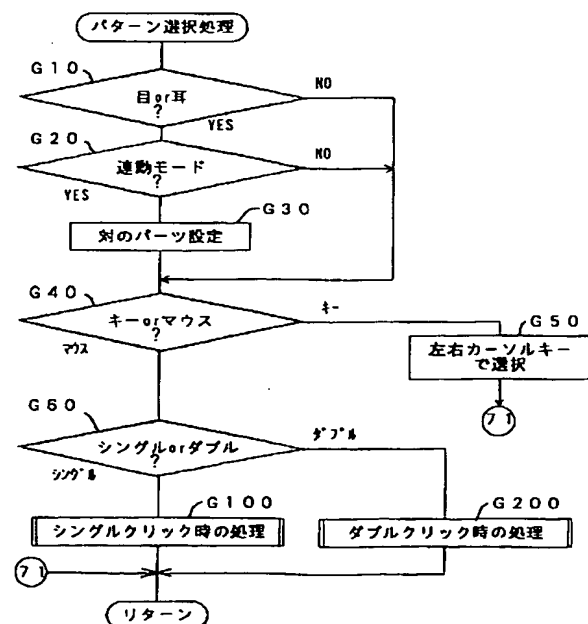 パターン選択処理
G10
目or耳
?
NO
YES
G20
連動モード
?
NO
YES
G30
対のパーツ設定
G40
キーorマウス
?
キー
マウス
G50
左右カーソルキー
で選択
71
G60
シングルorダブル
?
ダブル
シングル
G100
シングルクリック時の処理
G200
ダブルクリック時の処理
71
リターン